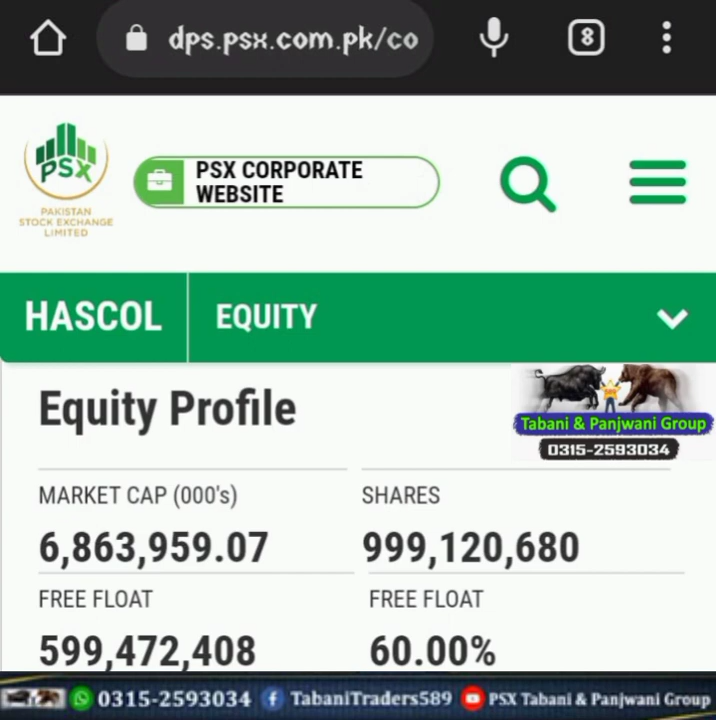 dps.psx.com.pk/co
8
PSX
PAKISTAN
STOCK EXCHANGE
LIMITED
PSX CORPORATE
WEBSITE
HASCOL
EQUITY
Equity Profile
589
Tabani & Panjwani Group
0315-2593034
MARKET CAP (000's)
SHARES
6,863,959.07
999,120,680
FREE FLOAT
FREE FLOAT
599,472,408
60.00%
0315-2593034 TabaniTraders589 PSX Tabani & Panjwani Group